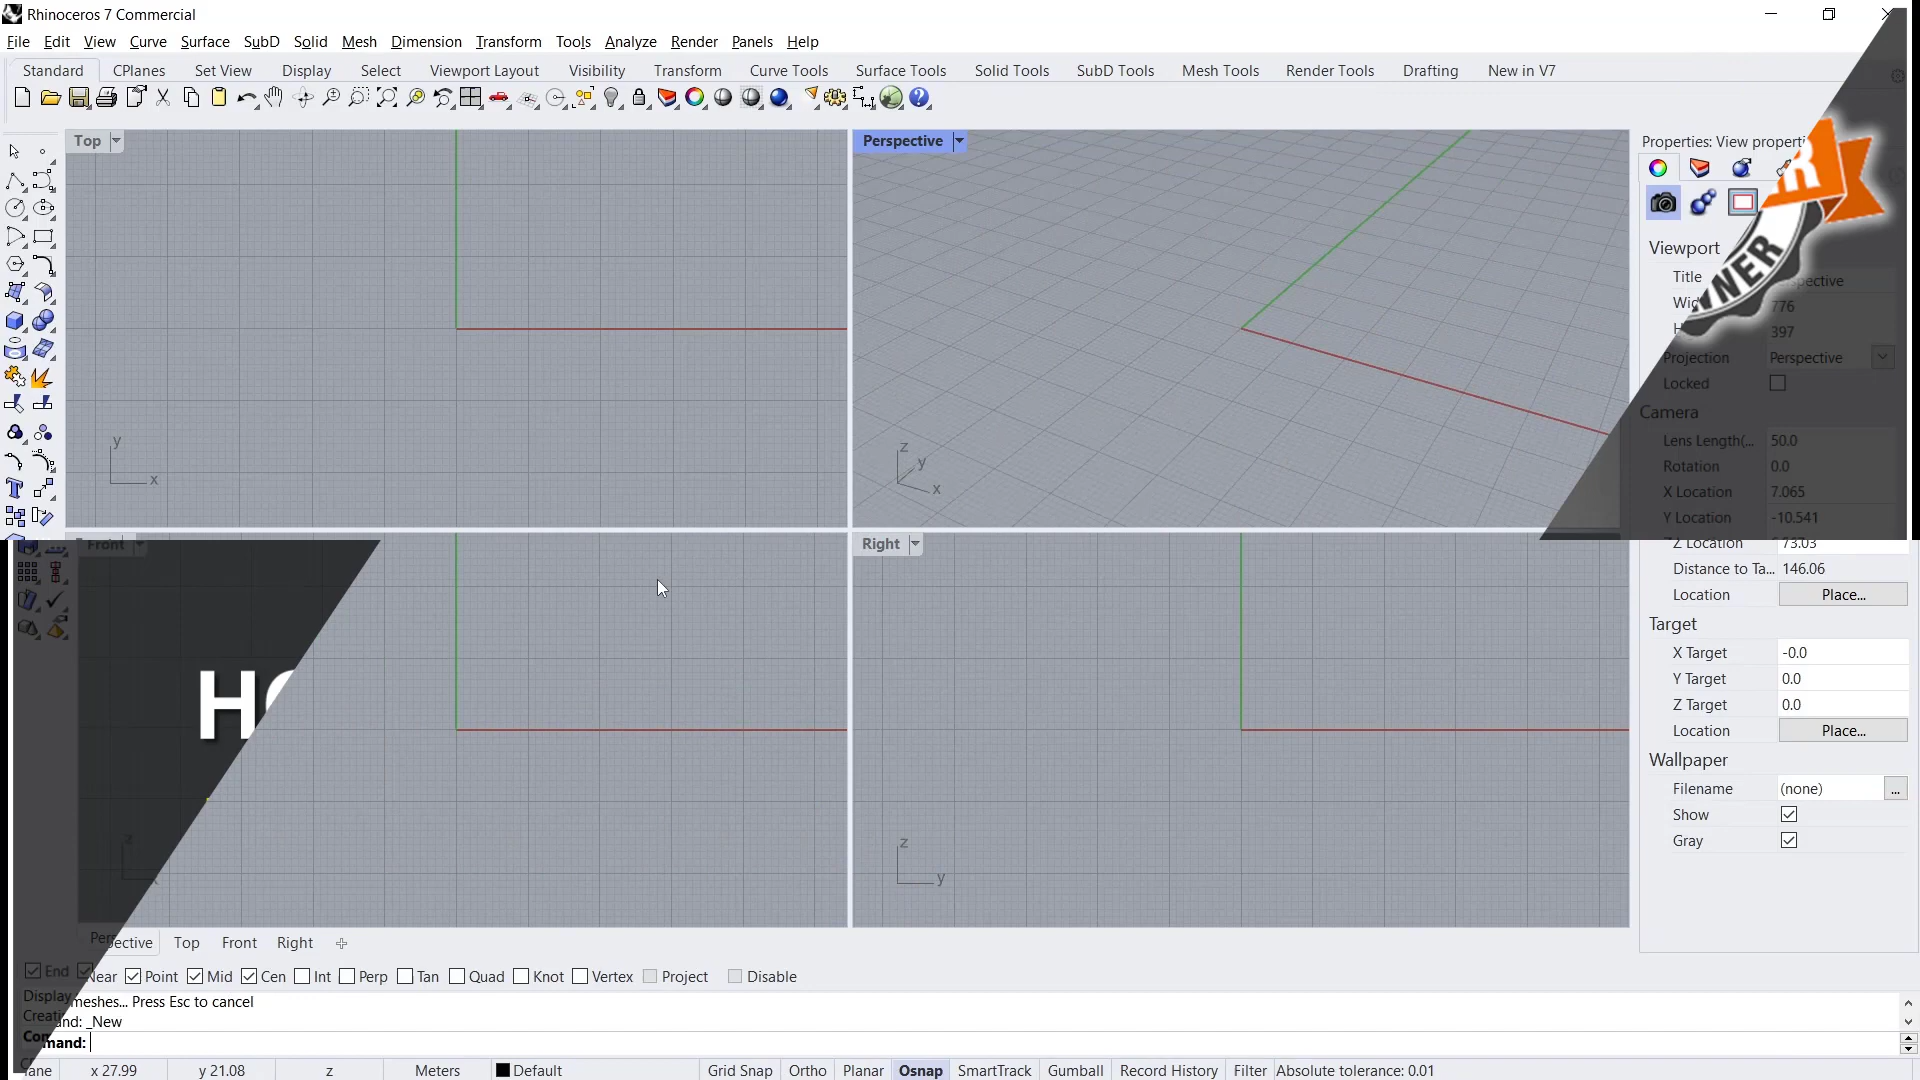 Rhinoceros 7 Commercial
File Edit View Curve Surface SubD Solid Mesh Dimension Transform Tools Analyze Render Panels Help
Standard CPlanes Set View Display Select Viewport Layout Visibility Transform Curve Tools Surface Tools Solid Tools SubD Tools Mesh Tools Render Tools Drafting New in V7
Top
Perspective
Properties: View properti
Viewport
Title
776
397
Projection Perspective
Locked
Camera
Lens Length(... 50.0
Rotation 0.0
X Location 7.065
Y Location -10.541
Z Location 73.03
Distance to Ta... 146.06
Location Place...
Target
X Target -0.0
Y Target 0.0
Z Target 0.0
Location Place...
Wallpaper
Filename (none) ...
Show
Gray
y
x
z
y
x
Front
Right
H
z
z
y
Top Front Right
End Near Point Mid Cen Int Perp Tan Quad Knot Vertex Project Disable
Display meshes... Press Esc to cancel
_New
Command:
x 27.99 y 21.08 z Meters Default Grid Snap Ortho Planar Osnap SmartTrack Gumball Record History Filter Absolute tolerance: 0.01